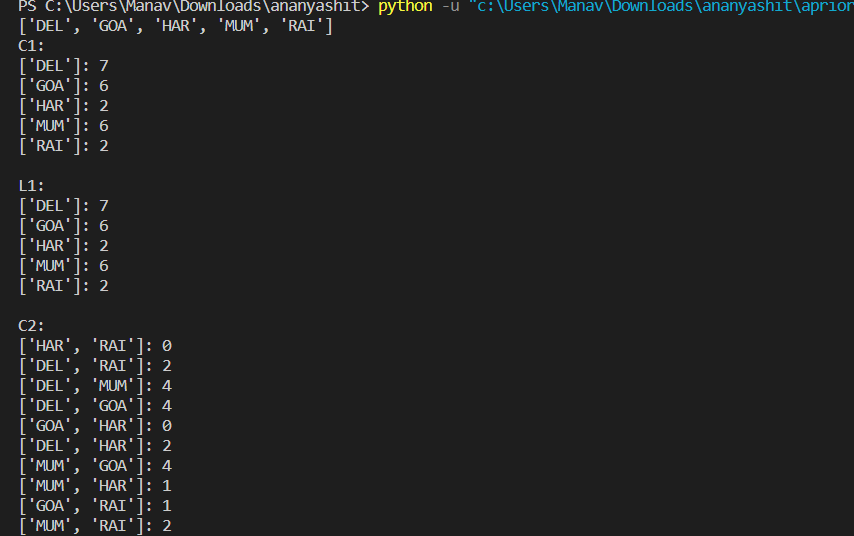 PS C:\Users\Manav\Downloads\ananyashit> python -u "c:\Users\Manav\Downloads\ananyashit\aprior
['DEL', 'GOA', 'HAR', 'MUM', 'RAI']
C1:
['DEL']: 7
['GOA']: 6
['HAR']: 2
['MUM']: 6
['RAI']: 2
L1:
['DEL']: 7
['GOA']: 6
['HAR']: 2
['MUM']: 6
['RAI']: 2
C2:
['HAR', 'RAI']: 0
['DEL', 'RAI']: 2
['DEL', 'MUM']: 4
['DEL', 'GOA']: 4
['GOA', 'HAR']: 0
['DEL', 'HAR']: 2
['MUM', 'GOA']: 4
['MUM', 'HAR']: 1
['GOA', 'RAI']: 1
['MUM', 'RAI']: 2